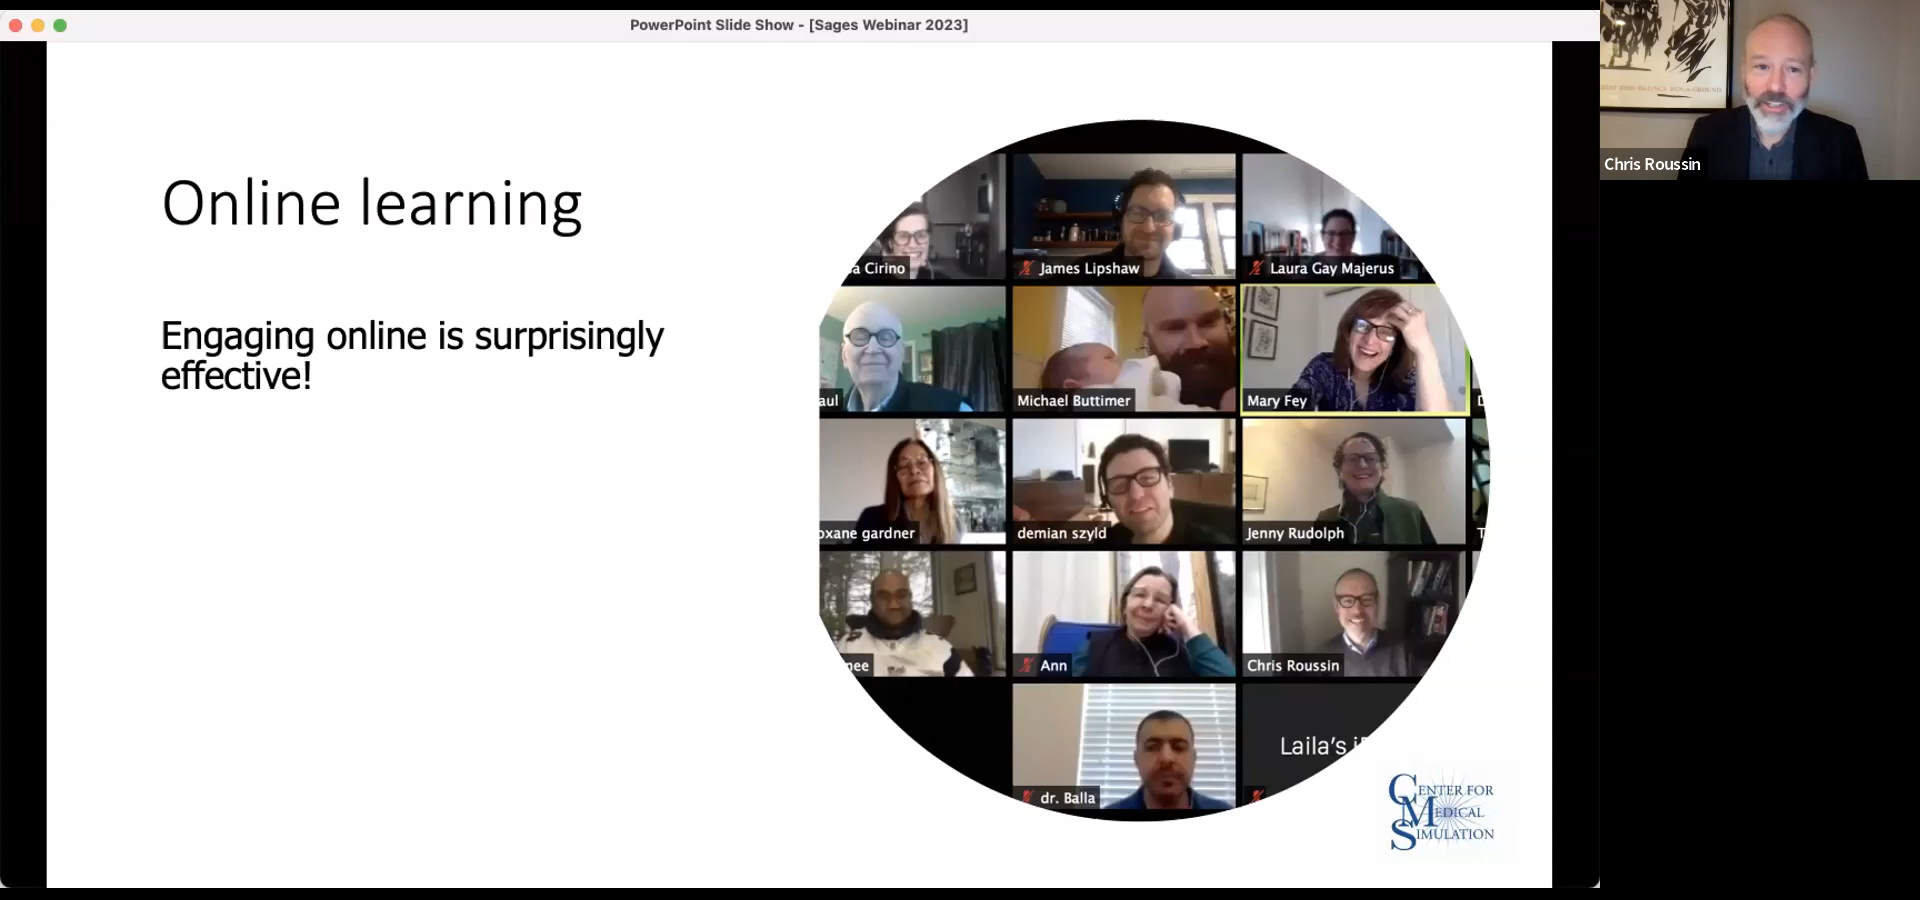 PowerPoint Slide Show - [Sages Webinar 2023]
Chris Roussin
Online learning
Engaging online is surprisingly
effective!
a Cirino
James Lipshaw
Laura Gay Majerus
aul
Michael Buttimer
Mary Fey
oxane gardner
demian szyld
Jenny Rudolph
nee
Ann
Chris Roussin
dr. Balla
Laila's i
CENTER FOR
MEDICAL
SIMULATION